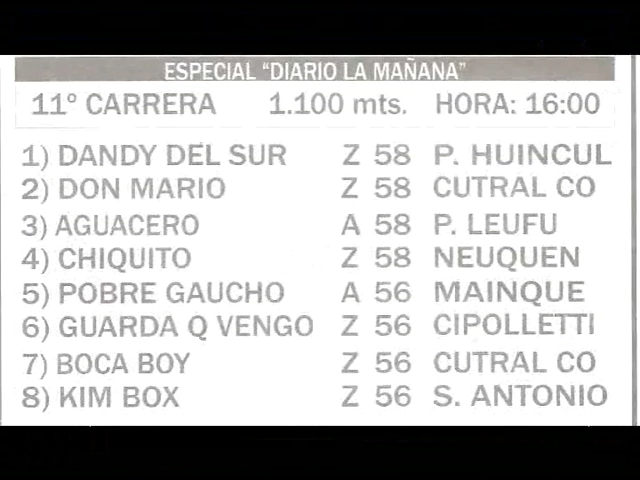 ESPECIAL "DIARIO LA MAÑANA"
11º CARRERA 1.100 mts. HORA: 16:00
1) DANDY DEL SUR Z 58 P. HUINCUL
2) DON MARIO Z 58 CUTRAL CO
3) AGUACERO A 58 P. LEUFU
4) CHIQUITO Z 58 NEUQUEN
5) POBRE GAUCHO A 56 MAINQUE
6) GUARDA Q VENGO Z 56 CIPOLLETTI
7) BOCA BOY Z 56 CUTRAL CO
8) KIM BOX Z 56 S. ANTONIO